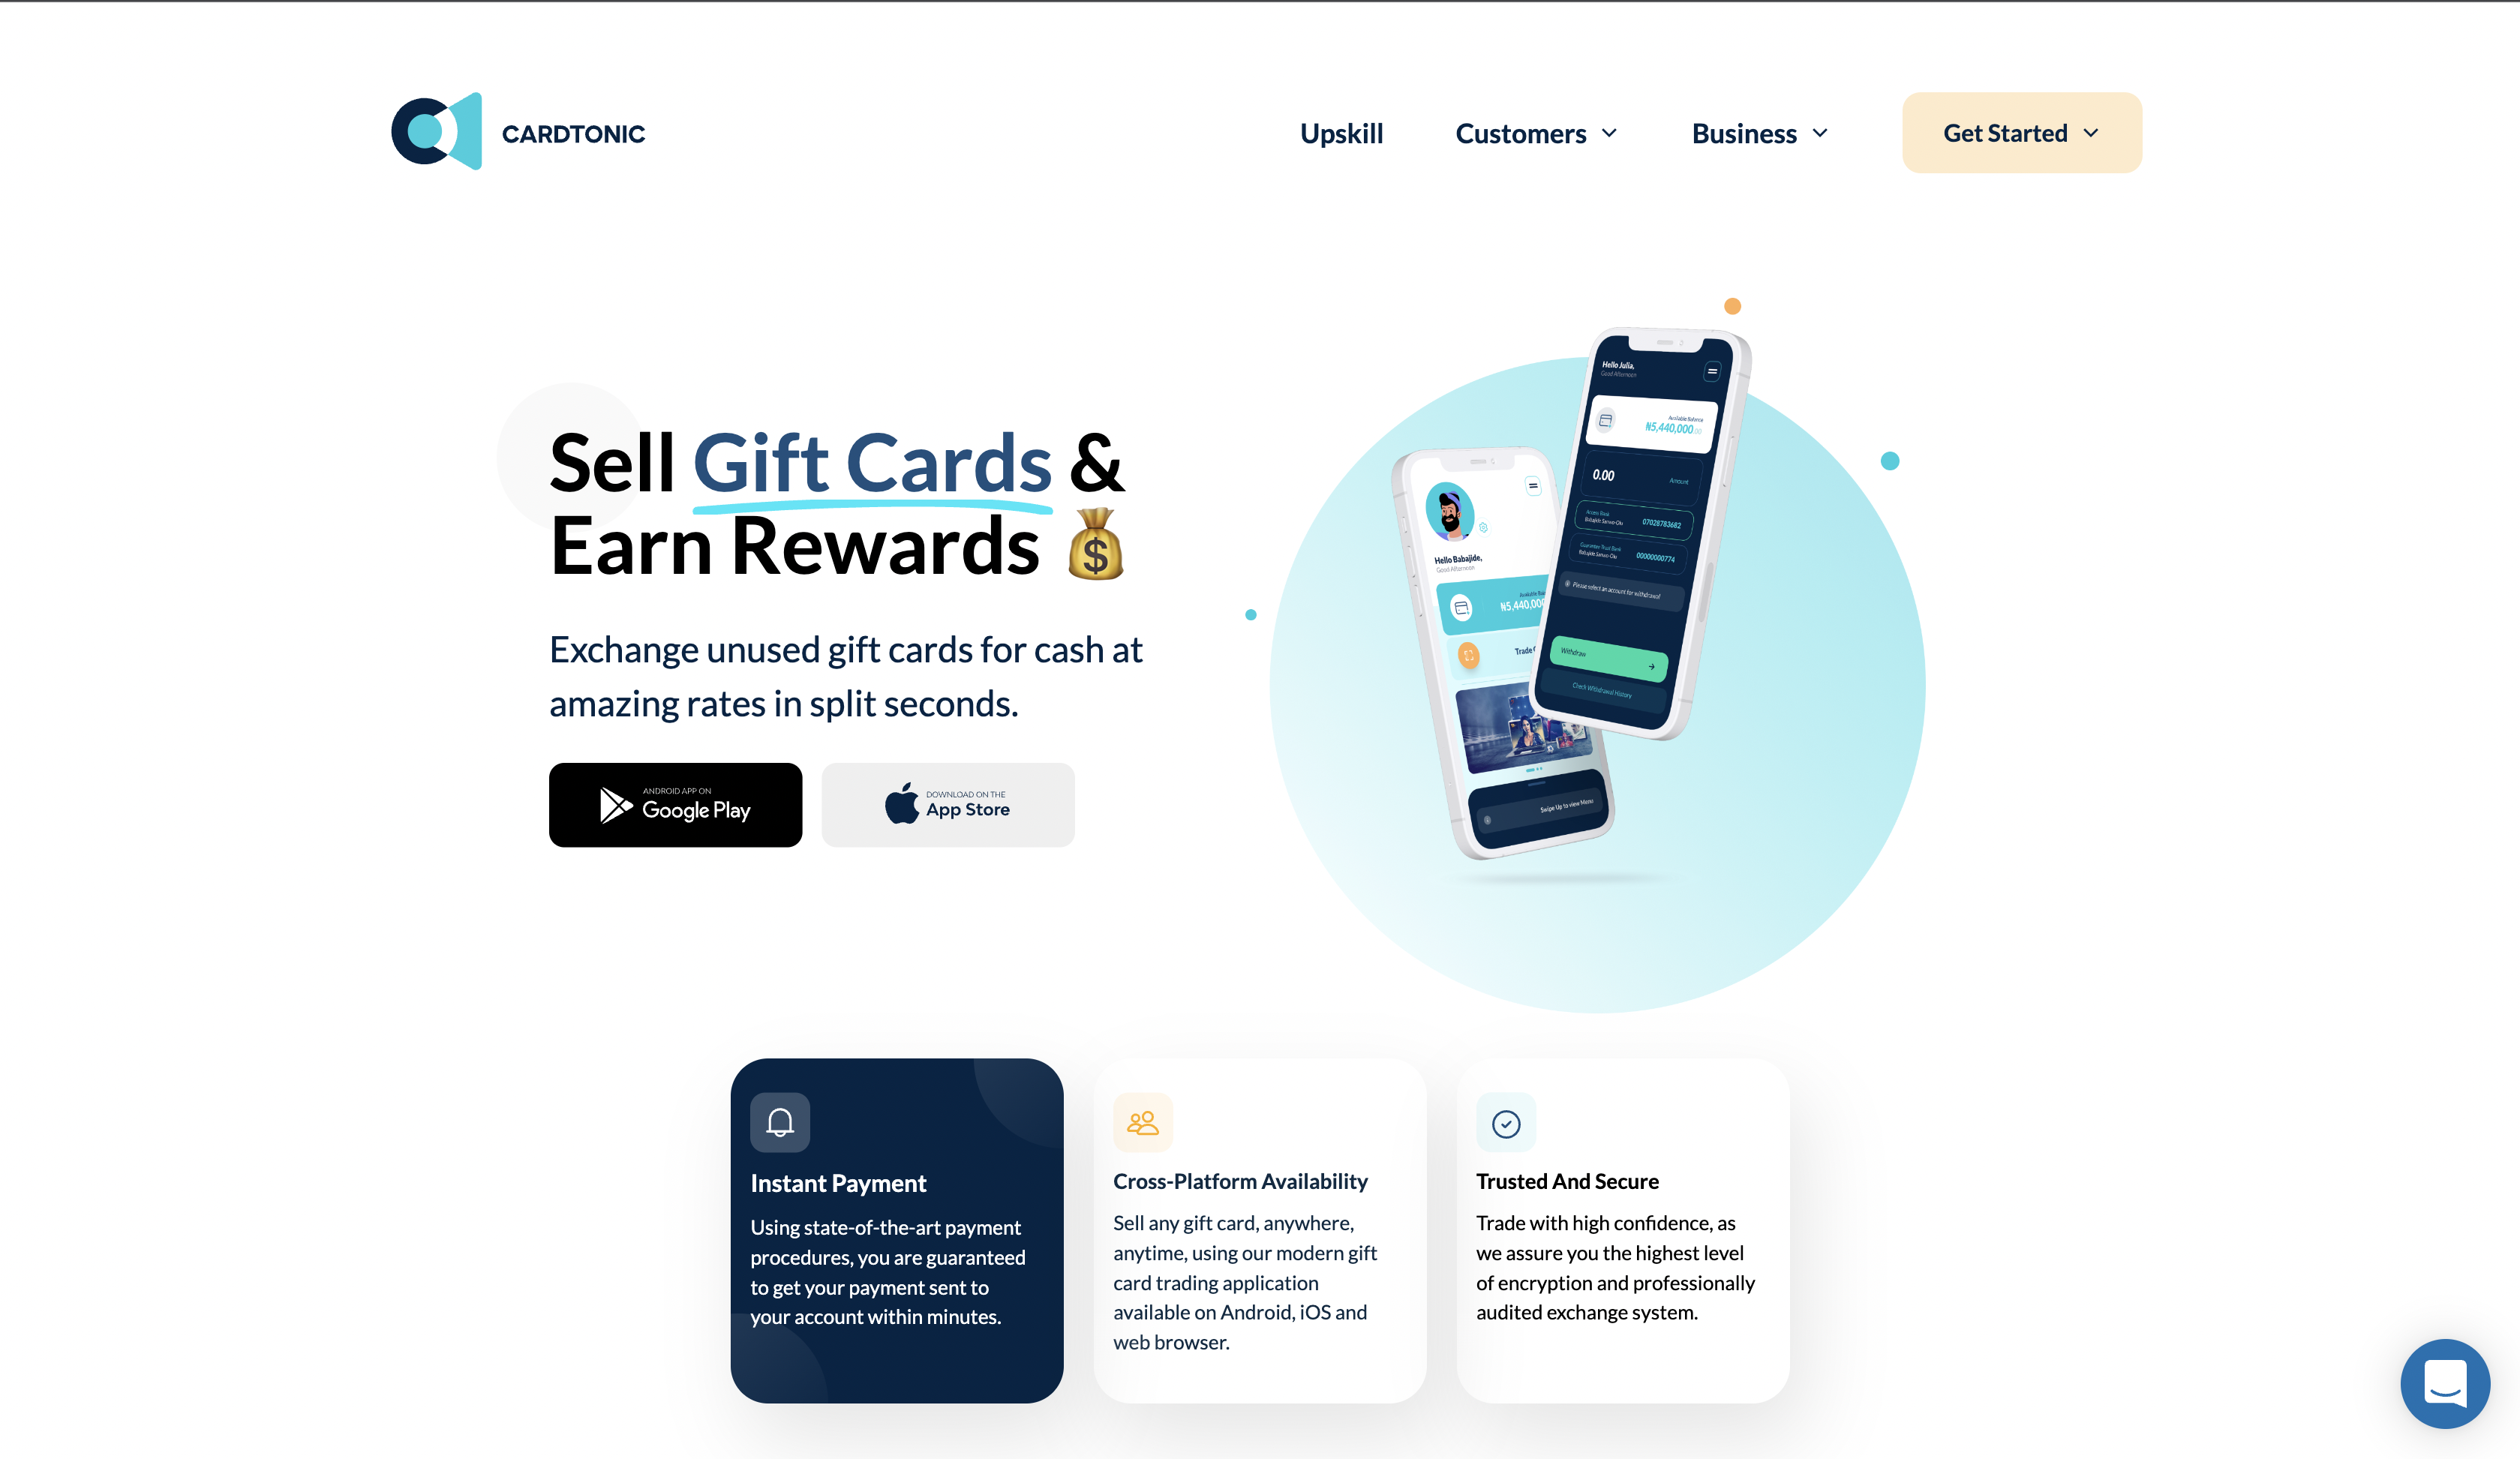 CARDTONIC
Upskill
Customers
Business
Get Started
Sell Gift Cards &
Earn Rewards
Exchange unused gift cards for cash at
amazing rates in split seconds.
ANDROID APP ON
Google Play
DOWNLOAD ON THE
App Store
Hello Julia,
Good Afternoon
Available Balance
₦5,440,000.00
0.00
Amount
Access Bank
Babajide Sanwo-Olu
07028783682
Guarantee Trust Bank
Babajide Sanwo-Olu
00000000774
Please select an account for withdrawal
Withdraw
Check Withdrawal History
Hello Babajide,
Good Afternoon
₦5,440,000
Trade
Swipe Up to view Menu
Instant Payment
Using state-of-the-art payment
procedures, you are guaranteed
to get your payment sent to
your account within minutes.
Cross-Platform Availability
Sell any gift card, anywhere,
anytime, using our modern gift
card trading application
available on Android, iOS and
web browser.
Trusted And Secure
Trade with high confidence, as
we assure you the highest level
of encryption and professionally
audited exchange system.